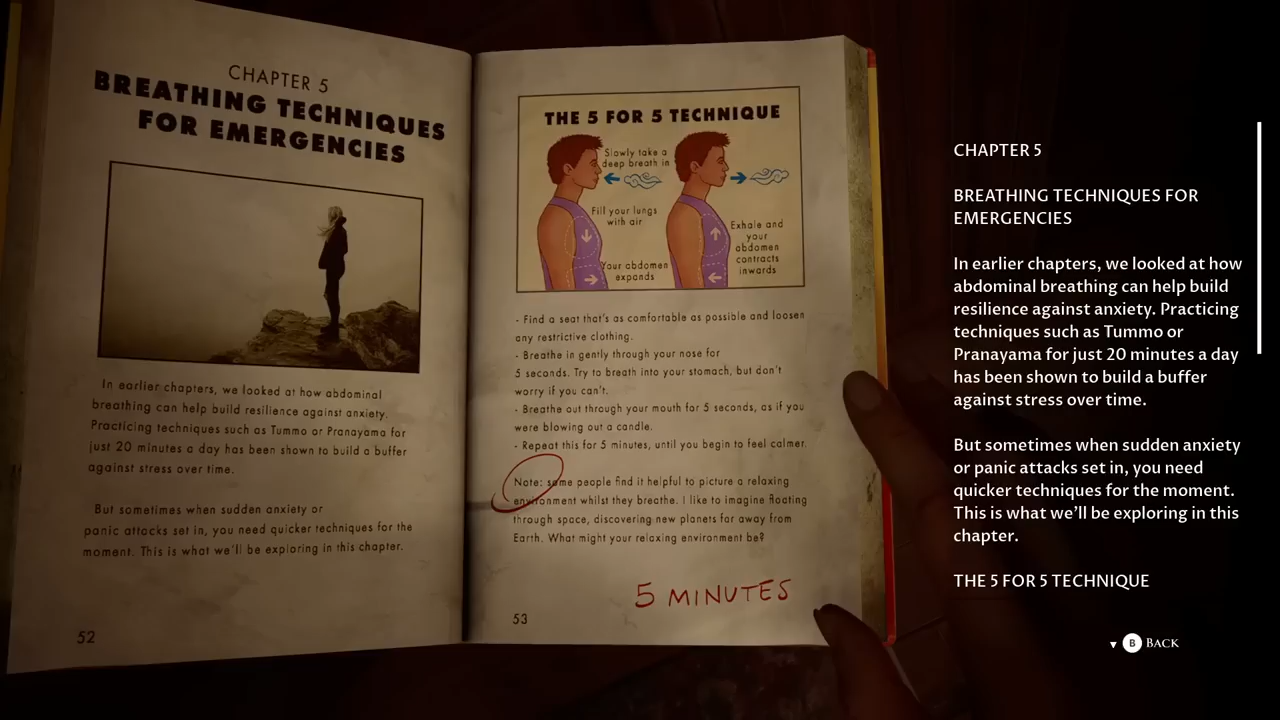 CHAPTER 5
BREATHING TECHNIQUES
FOR EMERGENCIES
In earlier chapters, we looked at how abdominal
breathing can help build resilience against anxiety.
Practicing techniques such as Tummo or Pranayama for
just 20 minutes a day has been shown to build a buffer
against stress over time.
But sometimes when sudden anxiety or
panic attacks set in, you need quicker techniques for the
moment. This is what we'll be exploring in this chapter.
52
THE 5 FOR 5 TECHNIQUE
Slowly take a
deep breath in
Fill your lungs
with air
Your abdomen
expands
Exhale and
your
abdomen
contracts
inwards
- Find a seat that's as comfortable as possible and loosen
any restrictive clothing.
- Breathe in gently through your nose for
5 seconds. Try to breath into your stomach, but don't
worry if you can't.
- Breathe out through your mouth for 5 seconds, as if you
were blowing out a candle.
- Repeat this for 5 minutes, until you begin to feel calmer.
Note: some people find it helpful to picture a relaxing
environment whilst they breathe. I like to imagine floating
through space, discovering new planets far away from
Earth. What might your relaxing environment be?
5 MINUTES
53
CHAPTER 5
BREATHING TECHNIQUES FOR
EMERGENCIES
In earlier chapters, we looked at how
abdominal breathing can help build
resilience against anxiety. Practicing
techniques such as Tummo or
Pranayama for just 20 minutes a day
has been shown to build a buffer
against stress over time.
But sometimes when sudden anxiety
or panic attacks set in, you need
quicker techniques for the moment.
This is what we'll be exploring in this
chapter.
THE 5 FOR 5 TECHNIQUE
B BACK